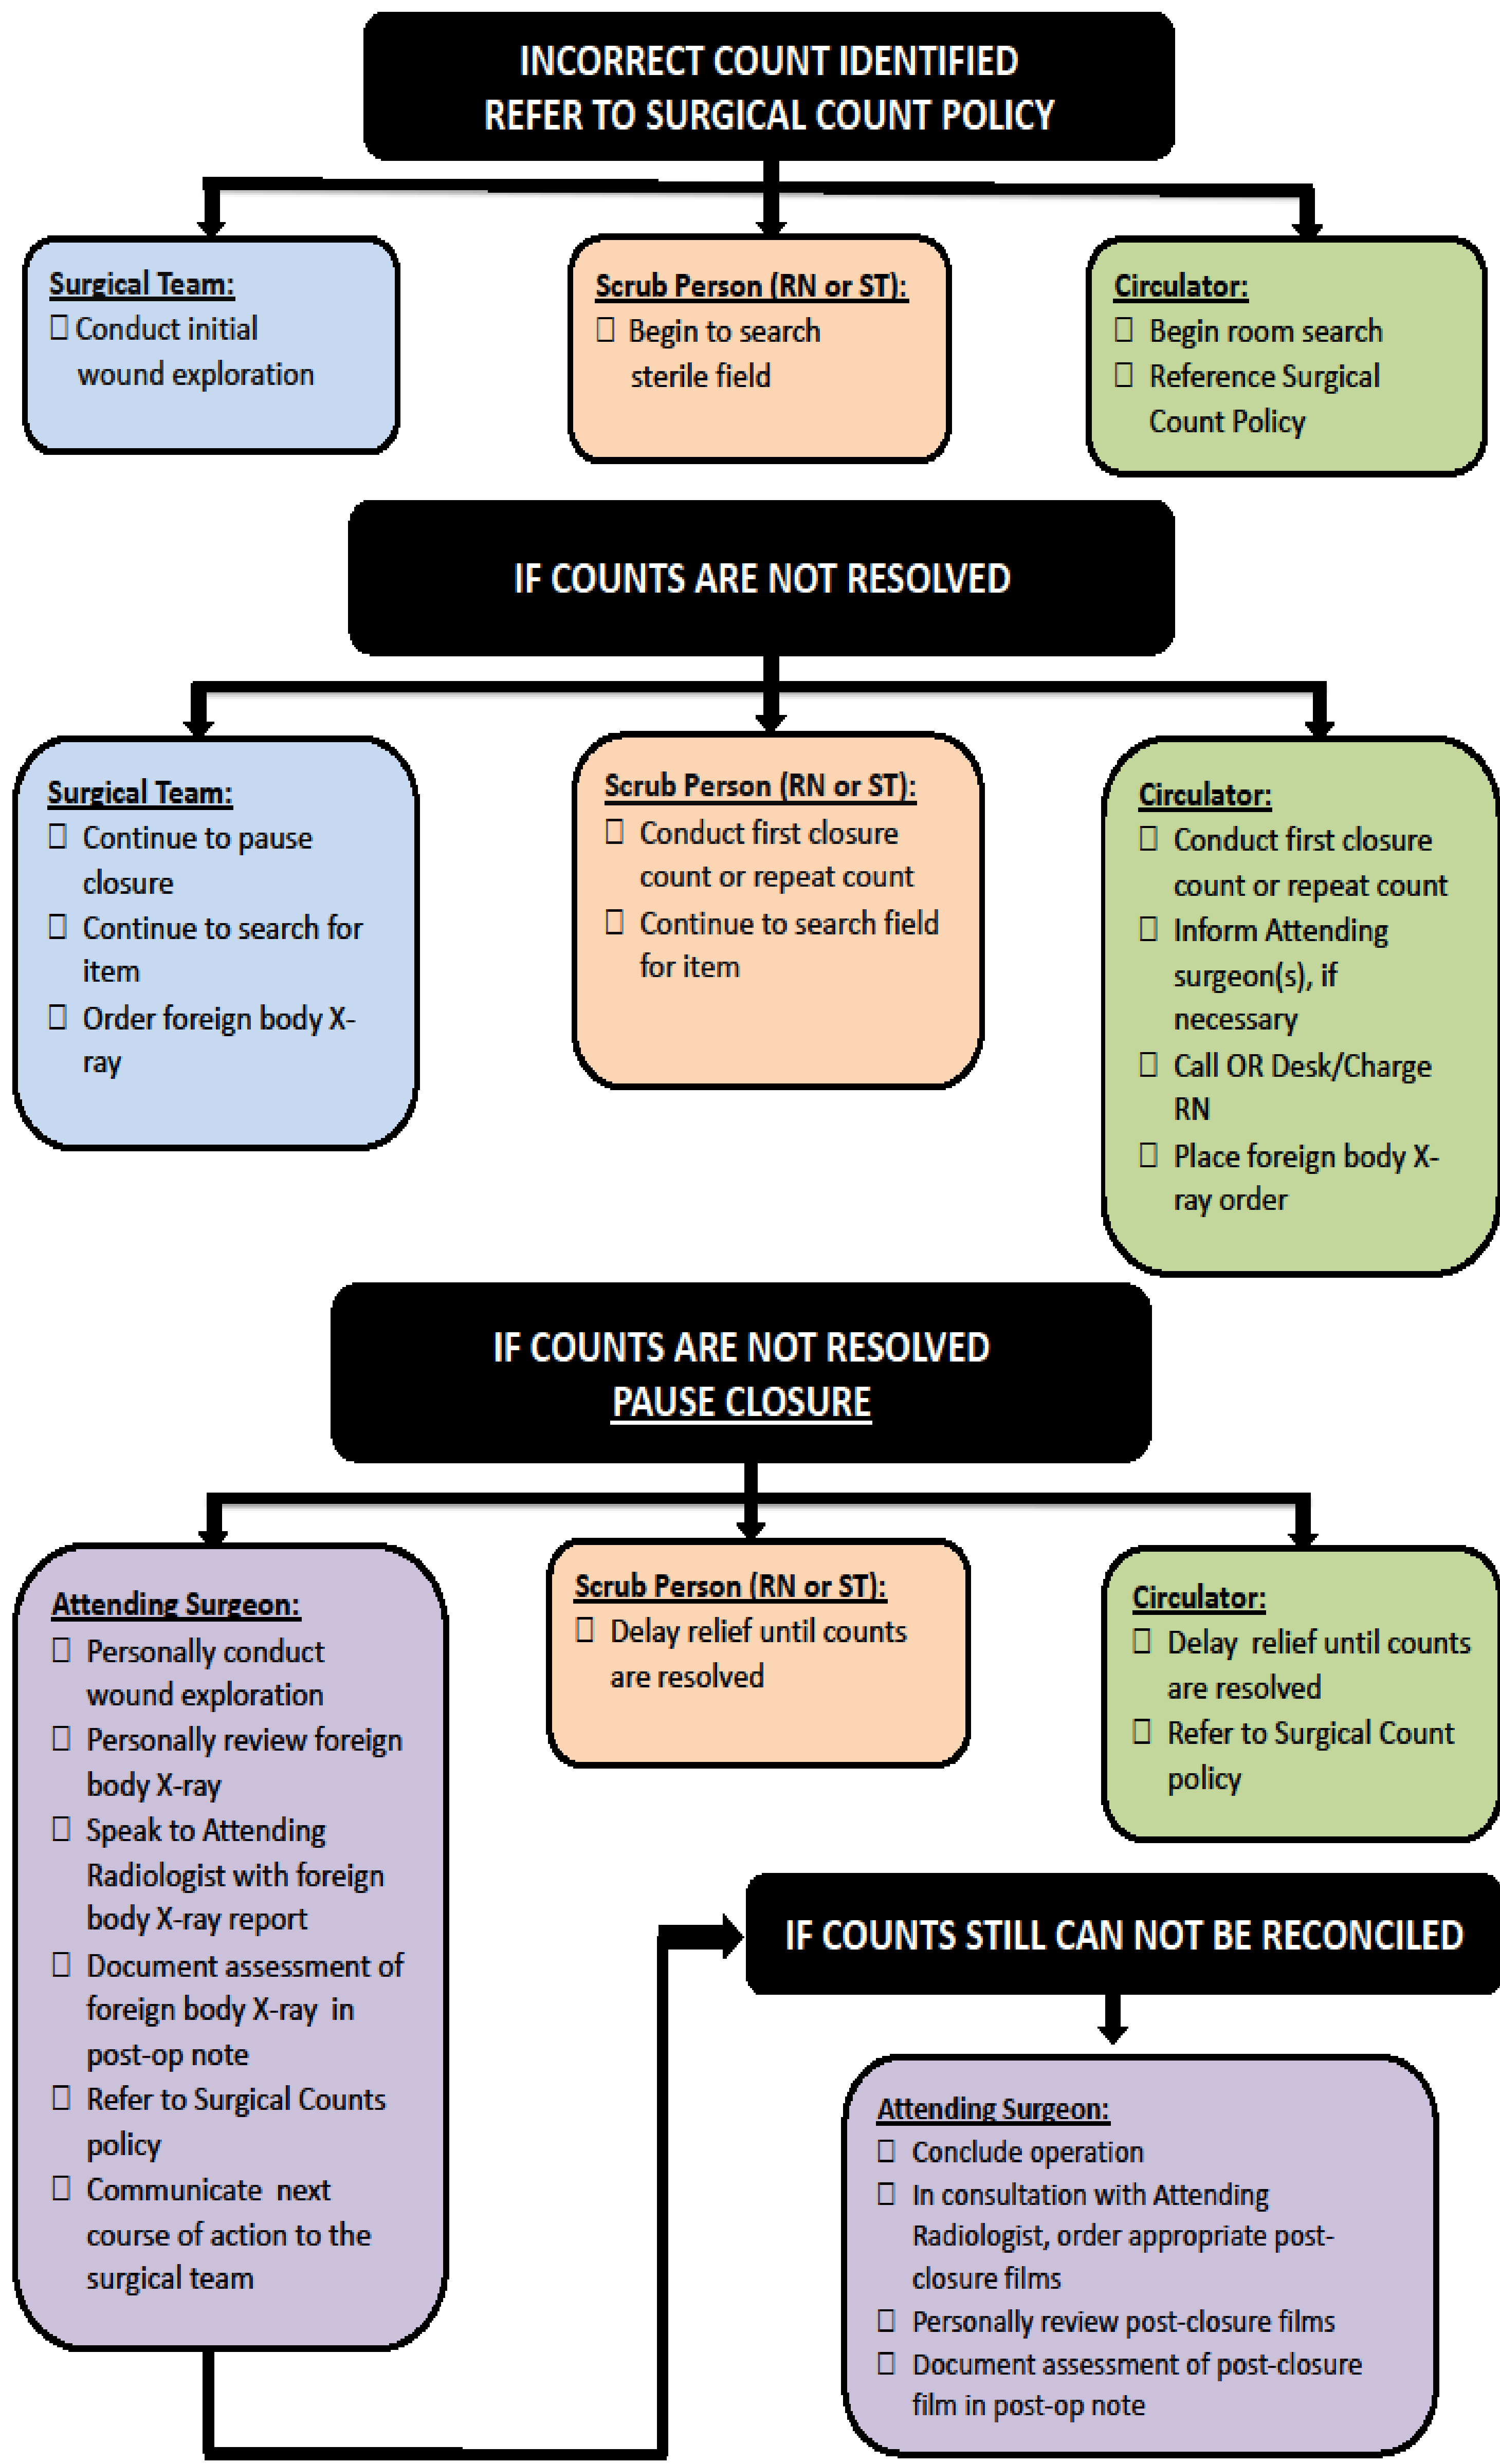 INCORRECT COUNT IDENTIFIED
REFER TO SURGICAL COUNT POLICY
Surgical Team:
☐ Conduct initial
wound exploration
Scrub Person (RN or ST):
☐ Begin to search
sterile field
Circulator:
☐ Begin room search
☐ Reference Surgical
Count Policy
IF COUNTS ARE NOT RESOLVED
Surgical Team:
☐ Continue to pause
closure
☐ Continue to search for
item
☐ Order foreign body X-
ray
Scrub Person (RN or ST):
☐ Conduct first closure
count or repeat count
☐ Continue to search field
for item
Circulator:
☐ Conduct first closure
count or repeat count
☐ Inform Attending
surgeon(s), if
necessary
☐ Call OR Desk/Charge
RN
☐ Place foreign body X-
ray order
IF COUNTS ARE NOT RESOLVED
PAUSE CLOSURE
Attending Surgeon:
☐ Personally conduct
wound exploration
☐ Personally review foreign
body X-ray
☐ Speak to Attending
Radiologist with foreign
body X-ray report
☐ Document assessment of
foreign body X-ray in
post-op note
☐ Refer to Surgical Counts
policy
☐ Communicate next
course of action to the
surgical team
Scrub Person (RN or ST):
☐ Delay relief until counts
are resolved
Circulator:
☐ Delay relief until counts
are resolved
☐ Refer to Surgical Count
policy
IF COUNTS STILL CAN NOT BE RECONCILED
Attending Surgeon:
☐ Conclude operation
☐ In consultation with Attending
Radiologist, order appropriate post-
closure films
☐ Personally review post-closure films
☐ Document assessment of post-closure
film in post-op note